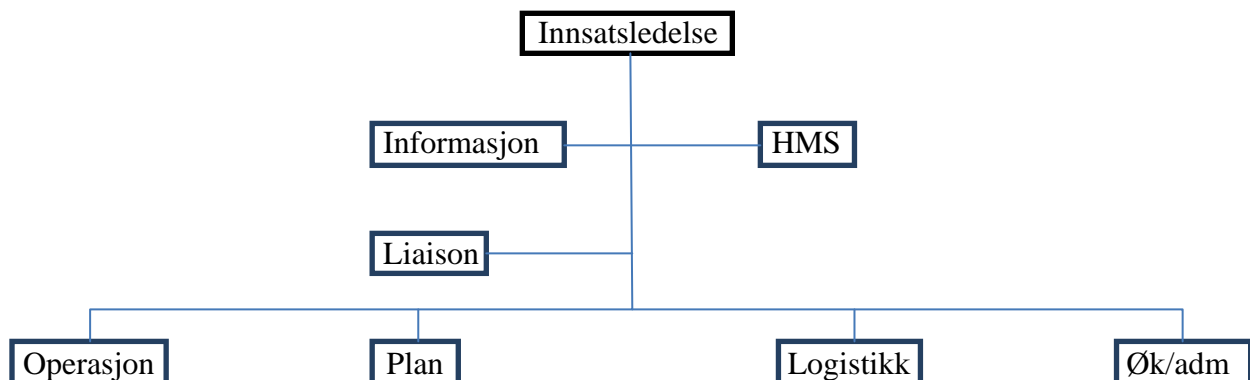 Innsatsledelse
Informasjon
HMS
Liaison
Operasjon
Plan
Logistikk
Øk/adm